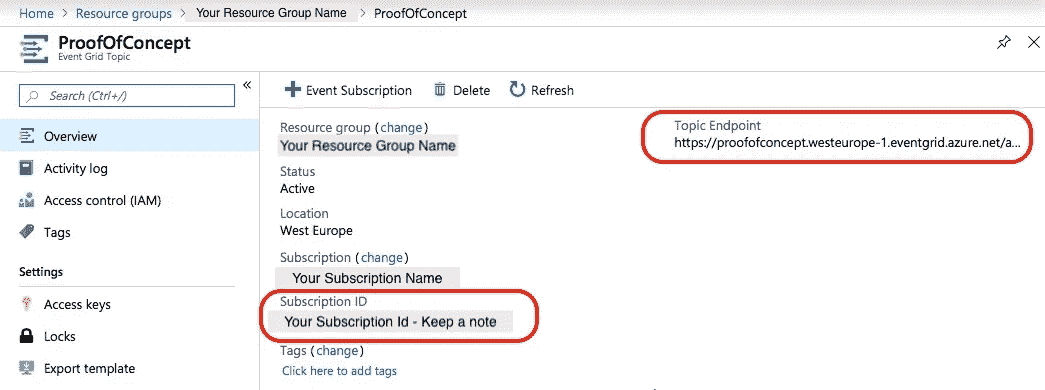 Home > Resource groups > Your Resource Group Name > ProofOfConcept
ProofOfConcept
Event Grid Topic
Search (Ctrl+/)
«
Overview
Activity log
Access control (IAM)
Tags
Settings
Access keys
Locks
Export template
Event Subscription Delete Refresh
Resource group (change)
Your Resource Group Name
Status
Active
Location
West Europe
Subscription (change)
Your Subscription Name
Subscription ID
Your Subscription Id - Keep a note
Tags (change)
Click here to add tags
Topic Endpoint
https://proofofconcept.westeurope-1.eventgrid.azure.net/a...